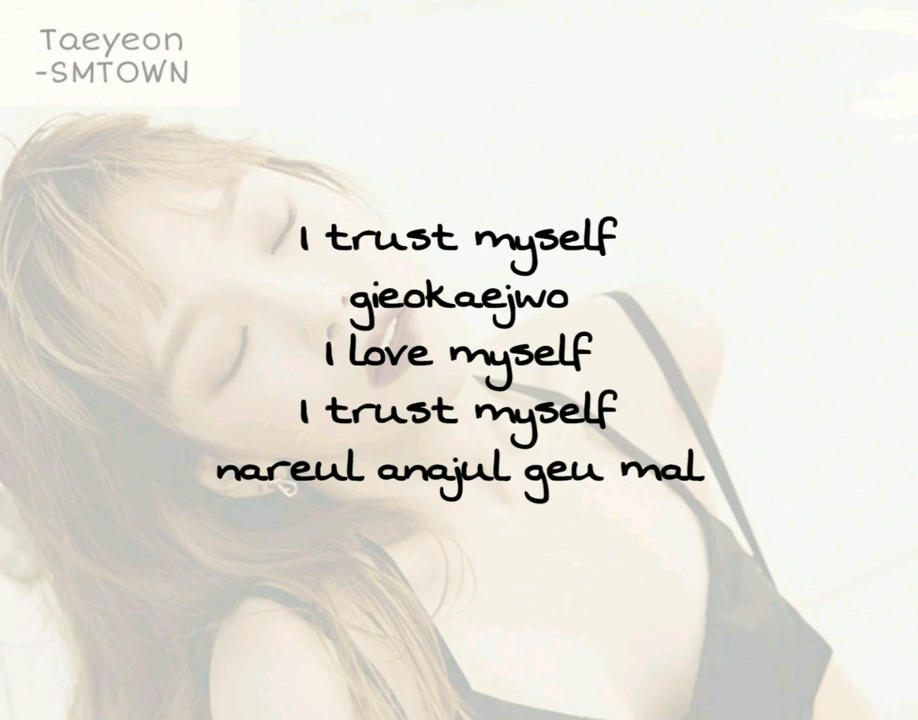 Taeyeon
-SMTOWN
I trust myself
gieokaejwo
I love myself
I trust myself
nareul anajul geu mal